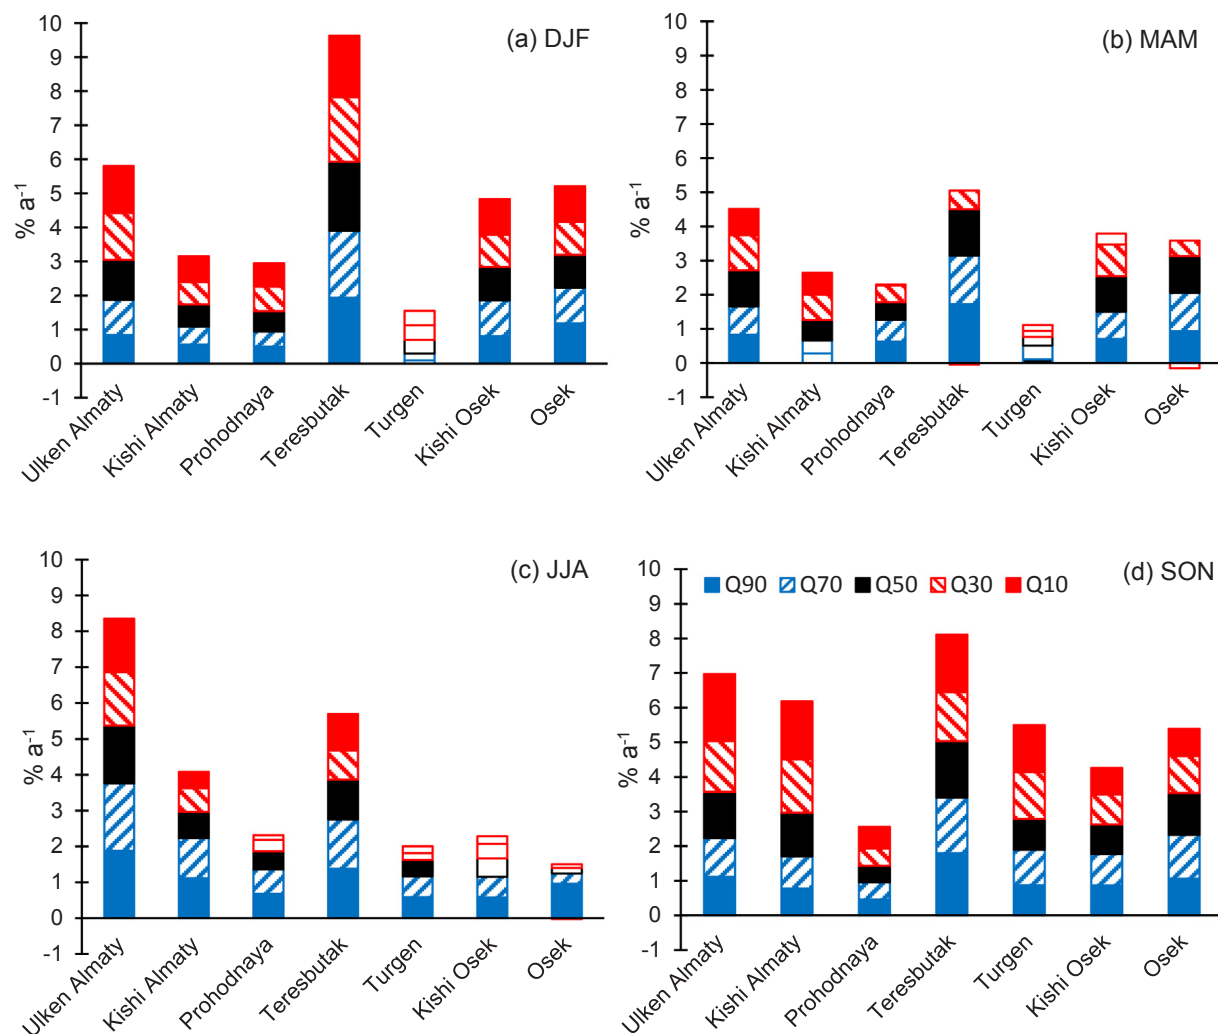 (a) DJF
10
9
8
7
6
5
4
3
2
1
0
-1
% a-1
Ulken Almaty
Kishi Almaty
Prohodnaya
Teresbutak
Turgen
Kishi Osek
Osek
(b) MAM
10
9
8
7
6
5
4
3
2
1
0
-1
% a-1
Ulken Almaty
Kishi Almaty
Prohodnaya
Teresbutak
Turgen
Kishi Osek
Osek
(c) JJA
10
9
8
7
6
5
4
3
2
1
0
-1
% a-1
Ulken Almaty
Kishi Almaty
Prohodnaya
Teresbutak
Turgen
Kishi Osek
Osek
(d) SON
Q90 Q70 Q50 Q30 Q10
10
9
8
7
6
5
4
3
2
1
0
-1
% a-1
Ulken Almaty
Kishi Almaty
Prohodnaya
Teresbutak
Turgen
Kishi Osek
Osek